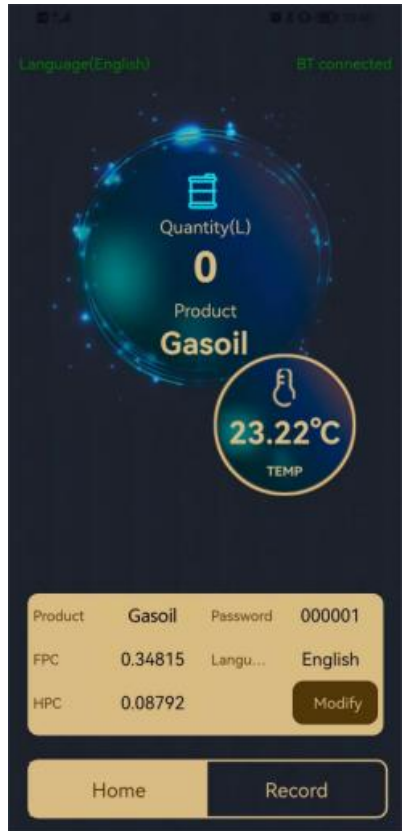 Language(English) BT connected
Quantity(L)
0
Product
Gasoil
23.22°C
TEMP
Product Gasoil Password 000001
FPC 0.34815 Langu... English
HPC 0.08792 Modify
Home Record